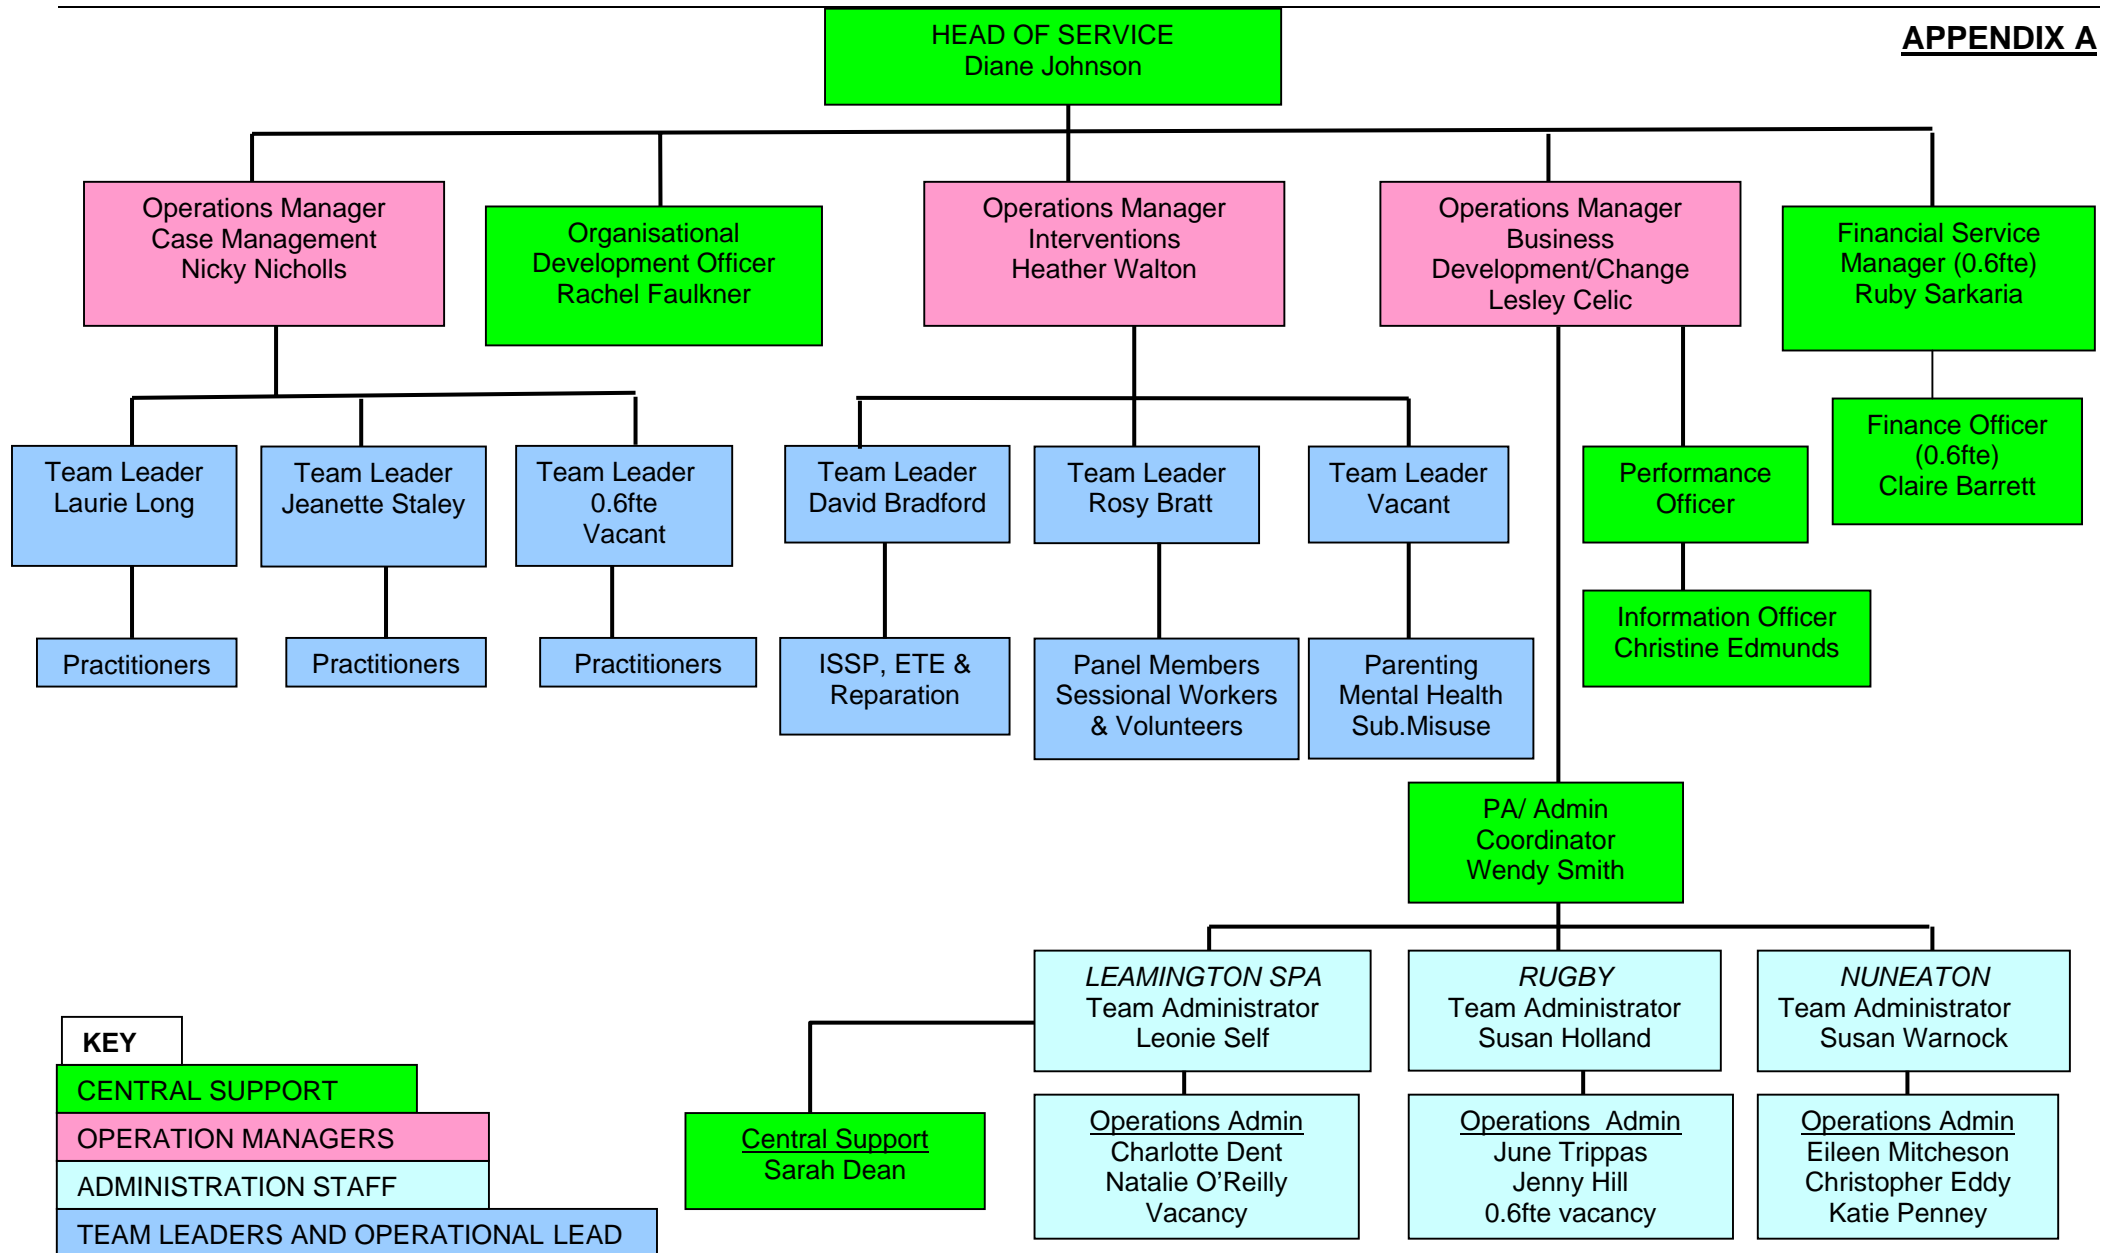 APPENDIX A
HEAD OF SERVICE
Diane Johnson
Operations Manager
Case Management
Nicky Nicholls
Organisational
Development Officer
Rachel Faulkner
Operations Manager
Interventions
Heather Walton
Operations Manager
Business
Development/Change
Lesley Celic
Financial Service
Manager (0.6fte)
Ruby Sarkaria
Finance Officer
(0.6fte)
Claire Barrett
Team Leader
Laurie Long
Team Leader
Jeanette Staley
Team Leader
0.6fte
Vacant
Team Leader
David Bradford
Team Leader
Rosy Bratt
Team Leader
Vacant
Performance
Officer
Information Officer
Christine Edmunds
Practitioners
Practitioners
Practitioners
ISSP, ETE &
Reparation
Panel Members
Sessional Workers
& Volunteers
Parenting
Mental Health
Sub.Misuse
PA/ Admin
Coordinator
Wendy Smith
LEAMINGTON SPA
Team Administrator
Leonie Self
RUGBY
Team Administrator
Susan Holland
NUNEATON
Team Administrator
Susan Warnock
Central Support
Sarah Dean
Operations Admin
Charlotte Dent
Natalie O’Reilly
Vacancy
Operations  Admin
June Trippas
Jenny Hill
0.6fte vacancy
Operations Admin
Eileen Mitcheson
Christopher Eddy
Katie Penney
KEY
CENTRAL SUPPORT
OPERATION MANAGERS
ADMINISTRATION STAFF
TEAM LEADERS AND OPERATIONAL LEAD